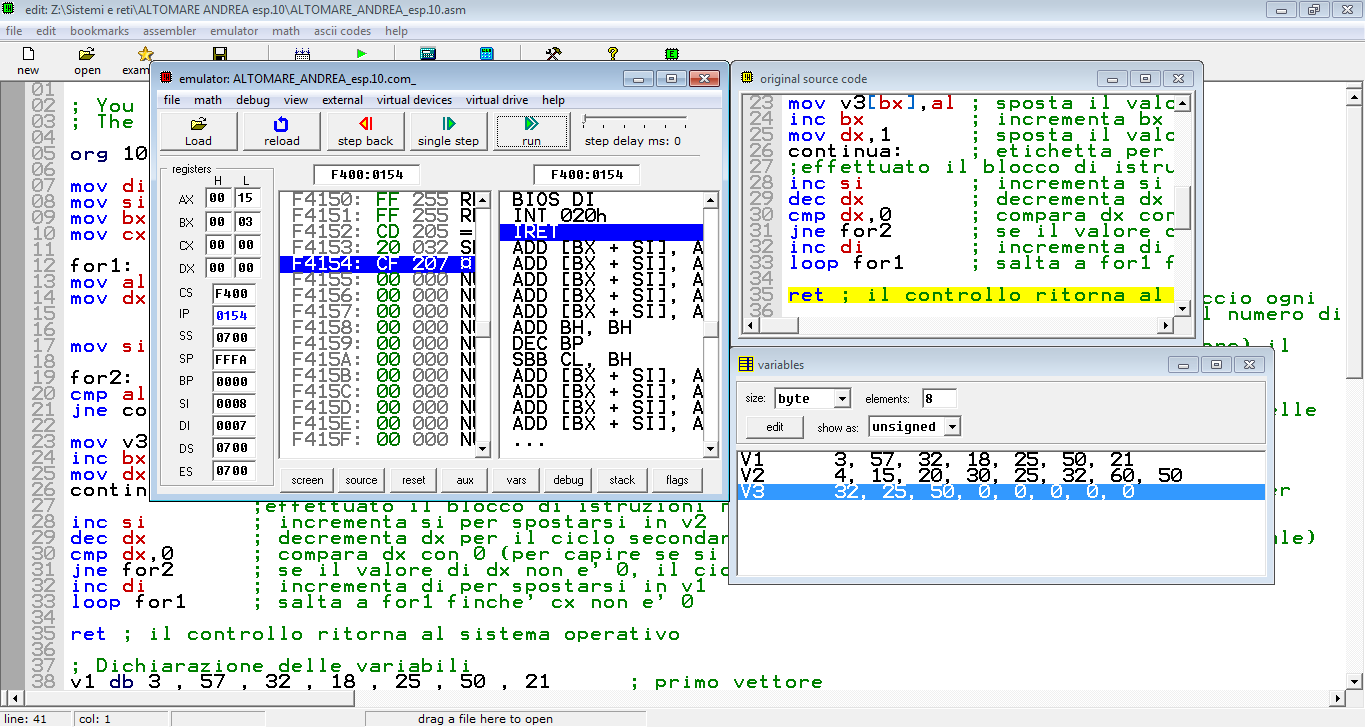 edit: Z:\Sistemi e reti\ALTOMARE ANDREA esp.10\ALTOMARE_ANDREA_esp.10.asm
file edit bookmarks assembler emulator math ascii codes help
new open exam
01
02 ; You
03 ; The
04
05 org 10
06
07 mov di
08 mov si
09 mov bx
10 mov cx
11
12 for1:
13 mov al
14 mov dx
15
16
17 mov si
18
19 for2:
20 cmp al
21 jne co
22
23 mov v3
24 inc bx
25 mov dx
26 contin
27 ;effettuato il blocco di istruzioni
28 inc si ; incrementa si per spostarsi in v2
29 dec dx ; decrementa dx per il ciclo secondar
30 cmp dx,0 ; compara dx con 0 (per capire se si
31 jne for2 ; se il valore di dx non e' 0, il cic
32 inc di ; incrementa di per spostarsi in v1
33 loop for1 ; salta a for1 finche' cx non e' 0
34
35 ret ; il controllo ritorna al sistema operativo
36
37 ; Dichiarazione delle variabili
38 v1 db 3 , 57 , 32 , 18 , 25 , 50 , 21 ; primo vettore
ccio ogni
l numero di
re) il
elle
er
ale)
line: 41 col: 1 drag a file here to open
emulator: ALTOMARE_ANDREA_esp.10.com_
file math debug view external virtual devices virtual drive help
Load reload step back single step run step delay ms: 0
registers
H L
AX 00 15
BX 00 03
CX 00 00
DX 00 00
CS F400
IP 0154
SS 0700
SP FFFA
BP 0000
SI 0008
DI 0007
DS 0700
ES 0700
F400:0154
F4150: FF 255 RE
F4151: FF 255 RE
F4152: CD 205 =
F4153: 20 032 SP
F4154: CF 207 ¤
F4155: 00 000 NU
F4156: 00 000 NU
F4157: 00 000 NU
F4158: 00 000 NU
F4159: 00 000 NU
F415A: 00 000 NU
F415B: 00 000 NU
F415C: 00 000 NU
F415D: 00 000 NU
F415E: 00 000 NU
F415F: 00 000 NU
F400:0154
BIOS DI
INT 020h
IRET
ADD [BX + SI], A
ADD [BX + SI], A
ADD [BX + SI], A
ADD [BX + SI], A
ADD [BX + SI], A
ADD BH, BH
DEC BP
SBB CL, BH
ADD [BX + SI], A
ADD [BX + SI], A
ADD [BX + SI], A
ADD [BX + SI], A
...
screen source reset aux vars debug stack flags
original source code
23 mov v3[bx],al ; sposta il valo
24 inc bx ; incrementa bx
25 mov dx,1 ; sposta il valo
26 continua: ; etichetta per
27 ;effettuato il blocco di istru
28 inc si ; incrementa si
29 dec dx ; decrementa dx
30 cmp dx,0 ; compara dx con
31 jne for2 ; se il valore c
32 inc di ; incrementa di
33 loop for1 ; salta a for1 f
34
35 ret ; il controllo ritorna al
36
variables
size: byte elements: 8
edit show as: unsigned
V1 3, 57, 32, 18, 25, 50, 21
V2 4, 15, 20, 30, 25, 32, 60, 50
V3 32, 25, 50, 0, 0, 0, 0, 0